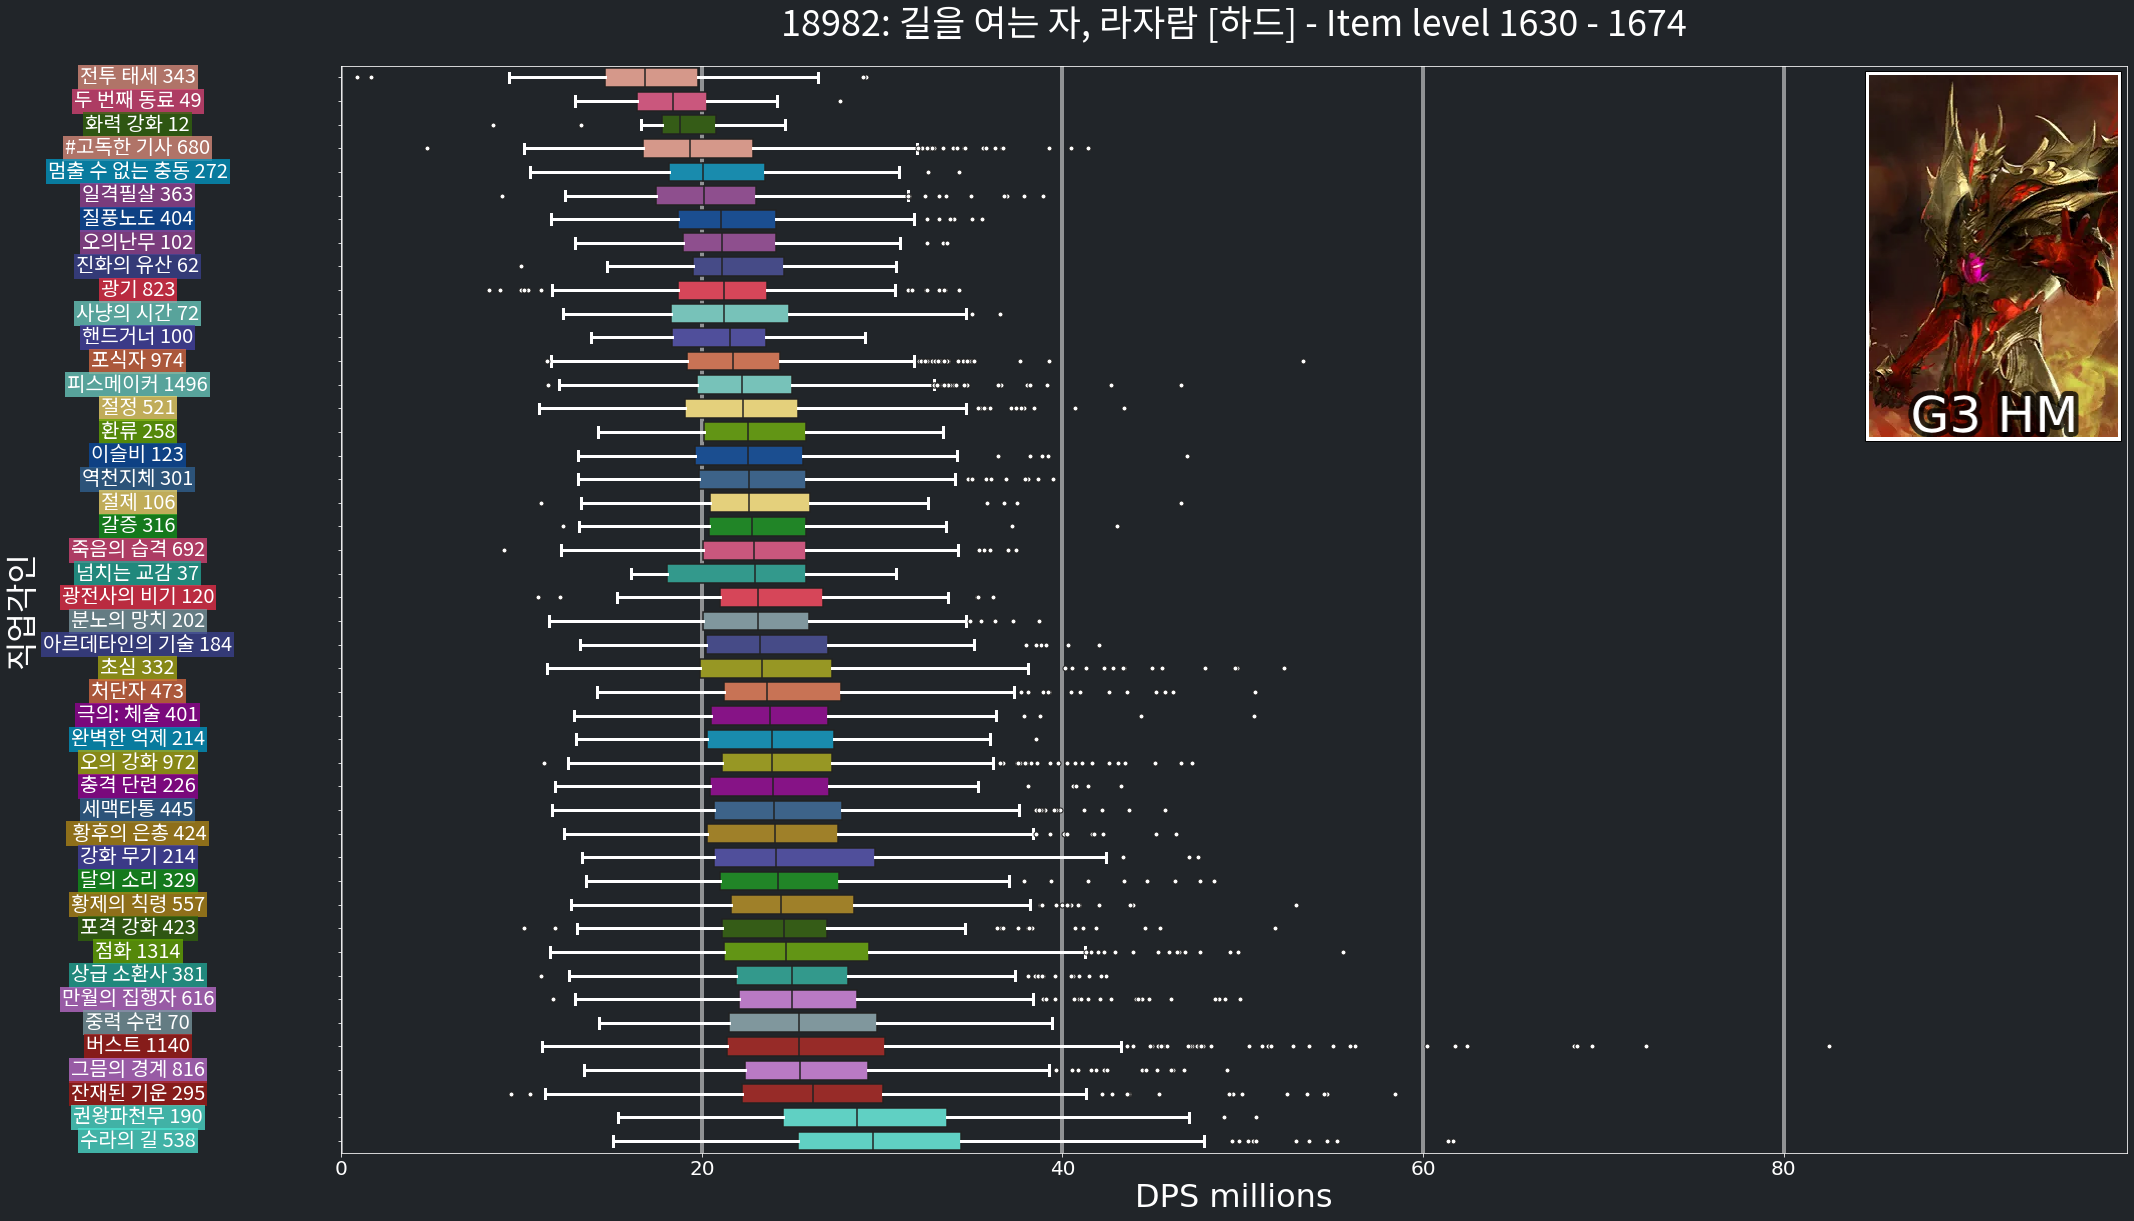 18982: 길을 여는 자, 라자람 [하드] - Item level 1630 - 1674
전투 태세 343
두 번째 동료 49
화력 강화 12
#고독한 기사 680
멈출 수 없는 충동 272
일격필살 363
질풍노도 404
오의난무 102
진화의 유산 62
광기 823
사냥의 시간 72
핸드거너 100
포식자 974
피스메이커 1496
절정 521
환류 258
이슬비 123
역천지체 301
절제 106
갈증 316
죽음의 습격 692
넘치는 교감 37
광전사의 비기 120
분노의 망치 202
아르데타인의 기술 184
초심 332
처단자 473
극의: 체술 401
완벽한 억제 214
오의 강화 972
충격 단련 226
세맥타통 445
황후의 은총 424
강화 무기 214
달의 소리 329
황제의 칙령 557
포격 강화 423
점화 1314
상급 소환사 381
만월의 집행자 616
중력 수련 70
버스트 1140
그믐의 경계 816
잔재된 기운 295
권왕파천무 190
수라의 길 538
직업각인
G3 HM
0 20 40 60 80
DPS millions